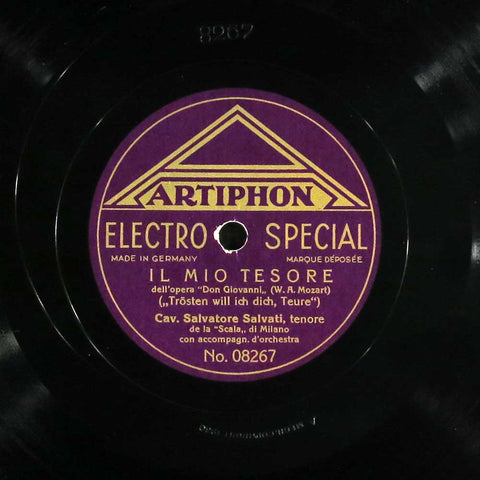 8267
ARTIPHON
ELECTRO SPECIAL
MADE IN GERMANY MARQUE DÉPOSÉE
IL MIO TESORE
dell'opera "Don Giovanni„ (W. A. Mozart)
(„Trösten will ich dich, Teure")
Cav. Salvatore Salvati, tenore
de la "Scala„ di Milano
con accompagn. d'orchestra
No. 08267